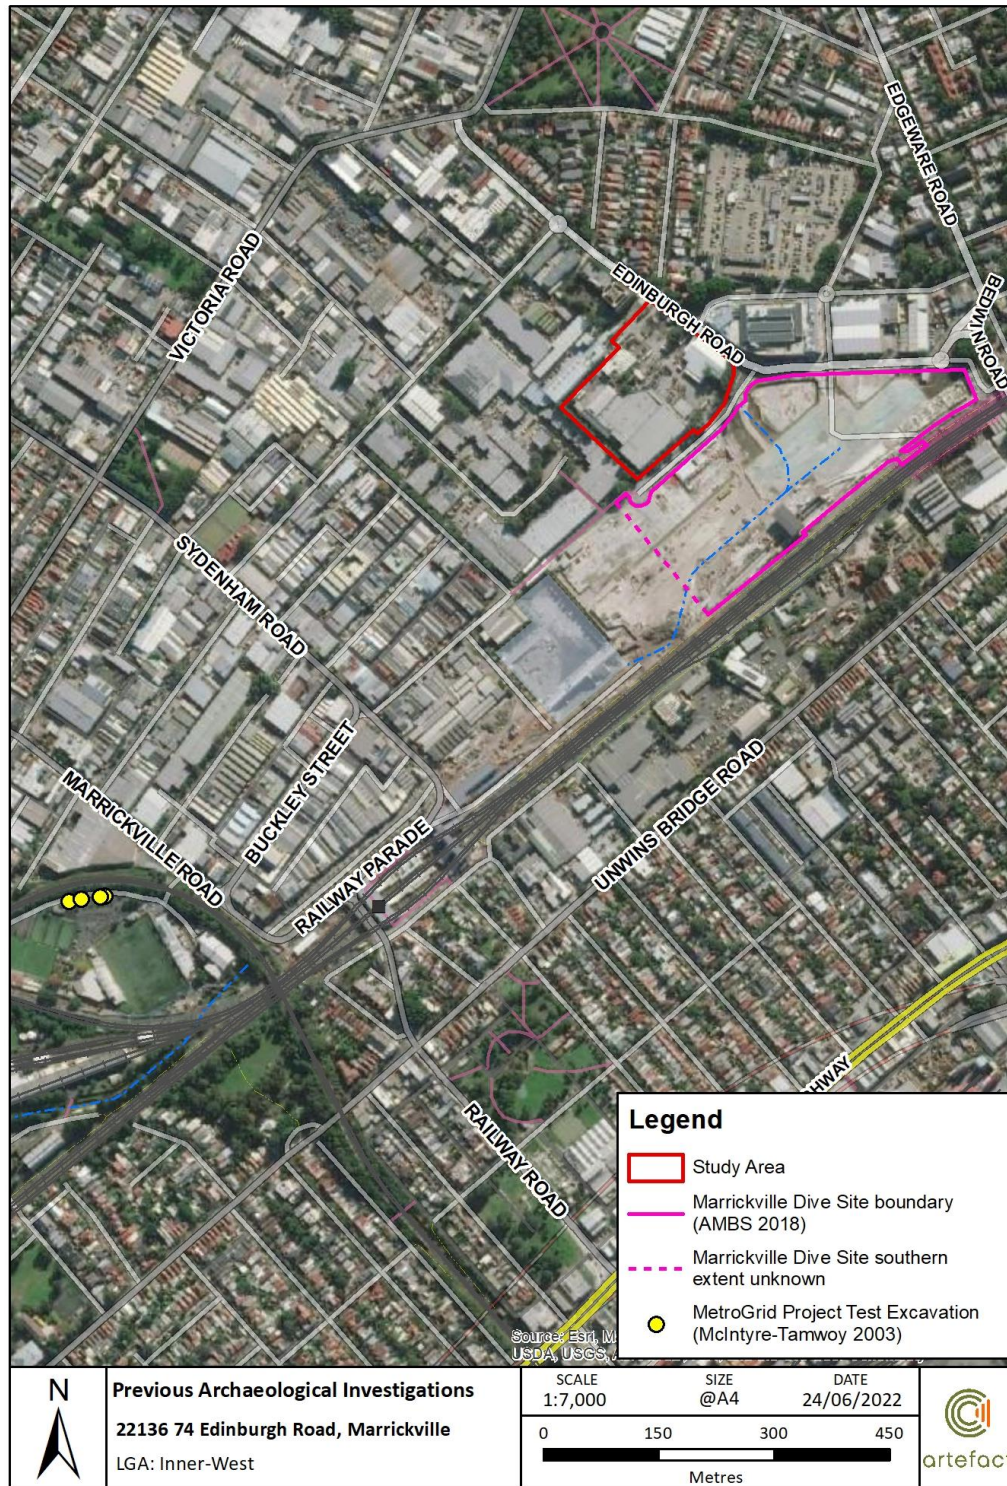 EDGEWARE ROAD
VICTORIA ROAD
EDINBURGH ROAD
BEDWIN ROAD
SYDENHAM ROAD
MARRICKVILLE ROAD
BUCKLEY STREET
RAILWAY PARADE
UNWINS BRIDGE ROAD
RAILWAY ROAD
Legend
Study Area
Marrickville Dive Site boundary
(AMBS 2018)
Marrickville Dive Site southern
extent unknown
MetroGrid Project Test Excavation
(McIntyre-Tamwoy 2003)
Source: Esri,
USDA, USGS,
N
Previous Archaeological Investigations
22136 74 Edinburgh Road, Marrickville
LGA: Inner-West
SCALE
1:7,000
SIZE
@A4
DATE
24/06/2022
0 150 300 450
Metres
artefact